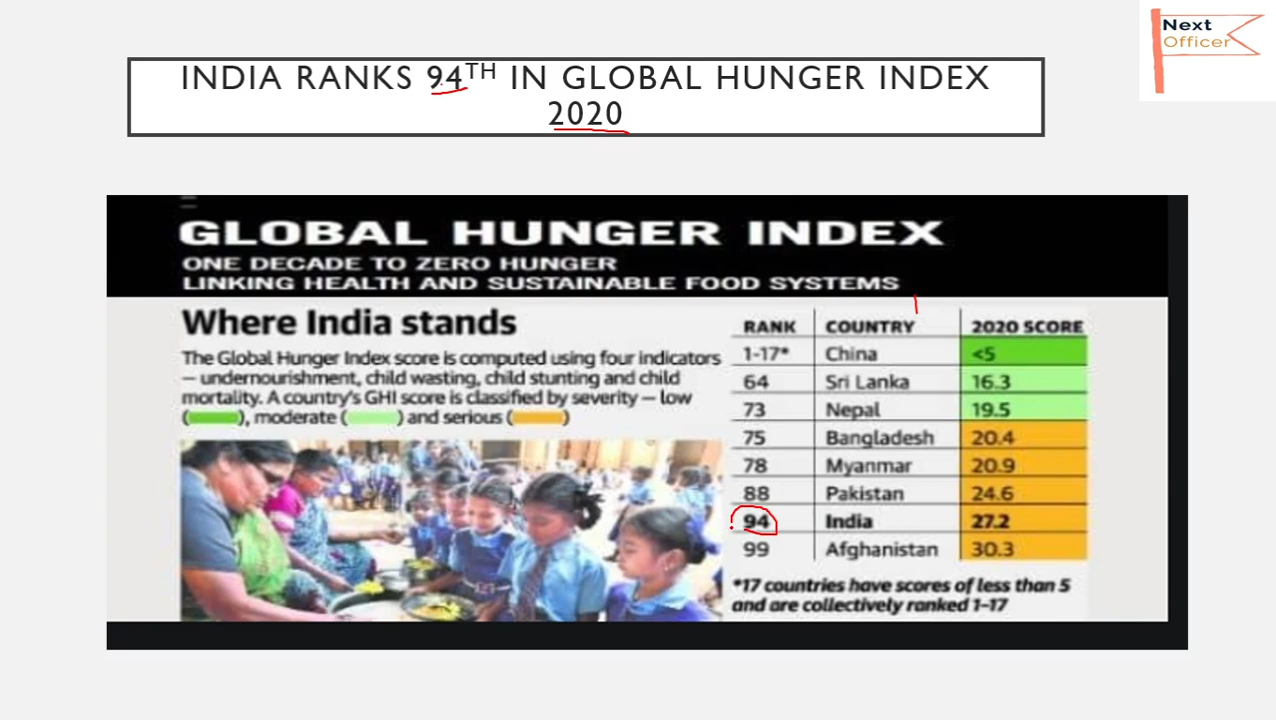 Next
Officer
INDIA RANKS 94TH IN GLOBAL HUNGER INDEX
2020
GLOBAL HUNGER INDEX
ONE DECADE TO ZERO HUNGER
LINKING HEALTH AND SUSTAINABLE FOOD SYSTEMS
Where India stands
The Global Hunger Index score is computed using four indicators
– undernourishment, child wasting, child stunting and child
mortality. A country's GHI score is classified by severity – low
( ), moderate ( ) and serious ( )
RANK COUNTRY 2020 SCORE
1-17* China <5
64 Sri Lanka 16.3
73 Nepal 19.5
75 Bangladesh 20.4
78 Myanmar 20.9
88 Pakistan 24.6
94 India 27.2
99 Afghanistan 30.3
*17 countries have scores of less than 5
and are collectively ranked 1-17